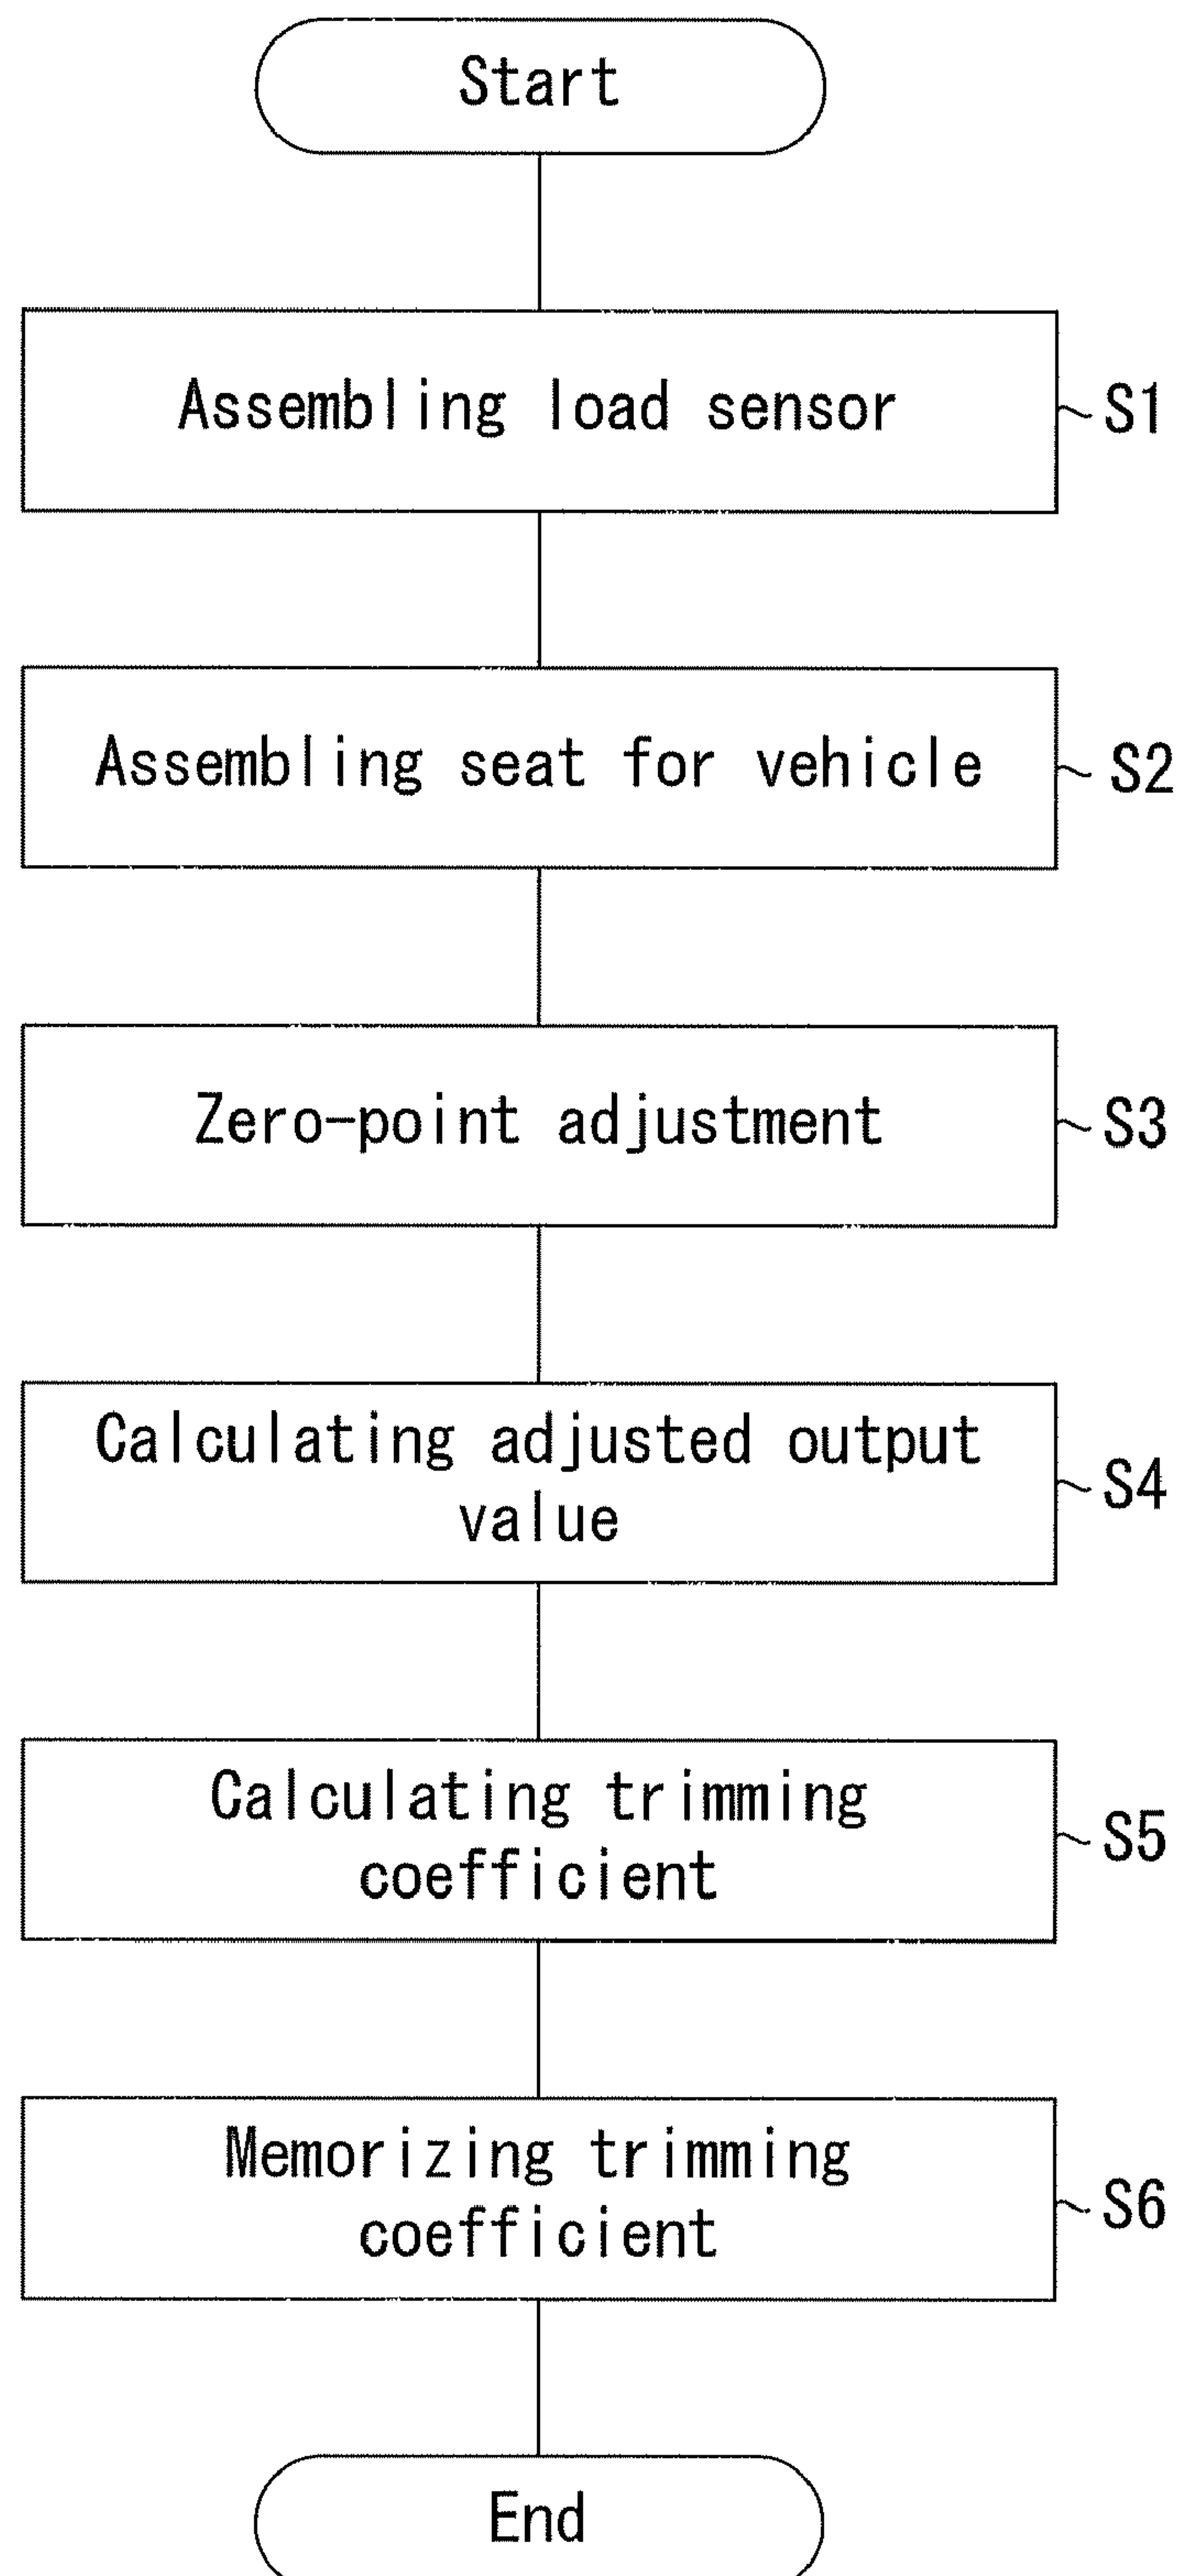 Start
Assembling load sensor
S1
Assembling seat for vehicle
S2
Zero-point adjustment
S3
Calculating adjusted output
value
S4
Calculating trimming
coefficient
S5
Memorizing trimming
coefficient
S6
End